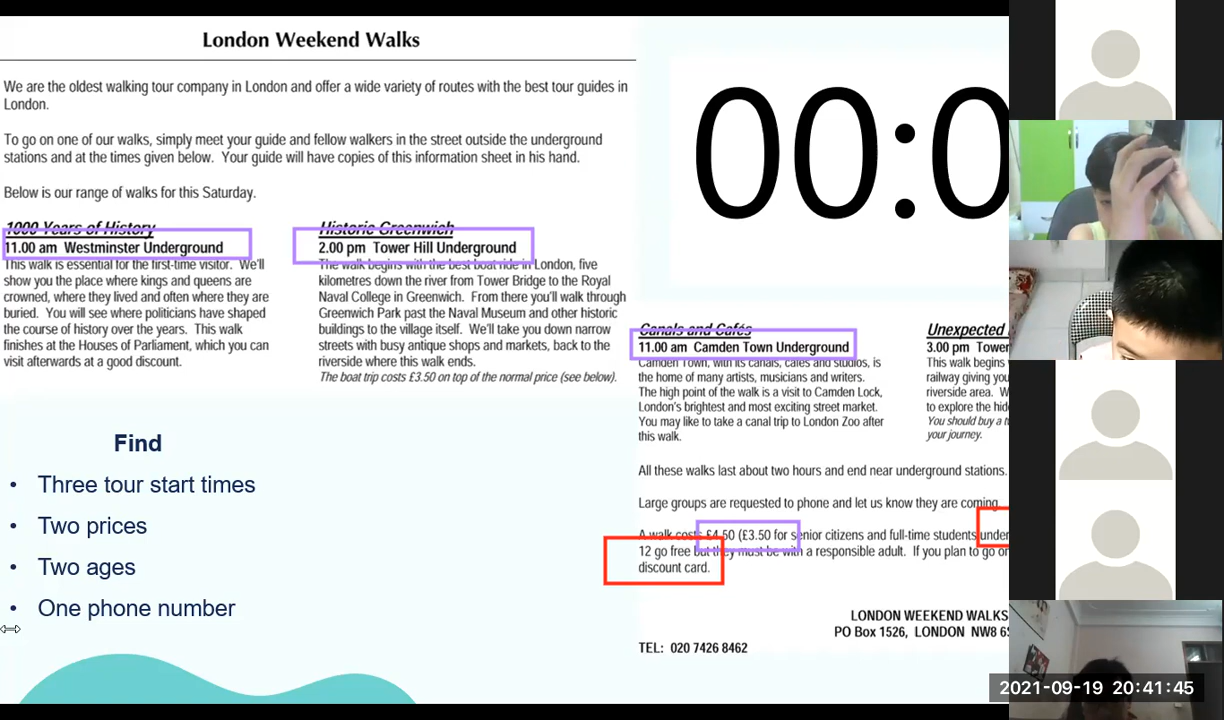 London Weekend Walks
We are the oldest walking tour company in London and offer a wide variety of routes with the best tour guides in
London.
To go on one of our walks, simply meet your guide and fellow walkers in the street outside the underground
stations and at the times given below. Your guide will have copies of this information sheet in his hand.
Below is our range of walks for this Saturday.
1000 Years of History
11.00 am Westminster Underground
This walk is essential for the first-time visitor. We'll
show you the place where kings and queens are
crowned, where they lived and often where they are
buried. You will see where politicians have shaped
the course of history over the years. This walk
finishes at the Houses of Parliament, which you can
visit afterwards at a good discount.
Historic Greenwich
2.00 pm Tower Hill Underground
The walk begins with the best boat ride in London, five
kilometres down the river from Tower Bridge to the Royal
Naval College in Greenwich. From there you'll walk through
Greenwich Park past the Naval Museum and other historic
buildings to the village itself. We'll take you down narrow
streets with busy antique shops and markets, back to the
riverside where this walk ends.
The boat trip costs £3.50 on top of the normal price (see below).
Find
• Three tour start times
• Two prices
• Two ages
• One phone number
00:0
Canals and Cafés
11.00 am Camden Town Underground
Camden Town, with its canals, cafes and studios, is
the home of many artists, musicians and writers.
The high point of the walk is a visit to Camden Lock,
London's brightest and most exciting street market.
You may like to take a canal trip to London Zoo after
this walk.
Unexpected
3.00 pm Tower
This walk begins
railway giving you
riverside area. W
to explore the hid
You should buy a t
your journey.
All these walks last about two hours and end near underground stations.
Large groups are requested to phone and let us know they are coming
A walk costs £4.50 (£3.50 for senior citizens and full-time students under
12 go free but they must be with a responsible adult. If you plan to go on
discount card.
LONDON WEEKEND WALKS
PO Box 1526, LONDON NW8 6S
TEL: 020 7426 8462
2021-09-19 20:41:45